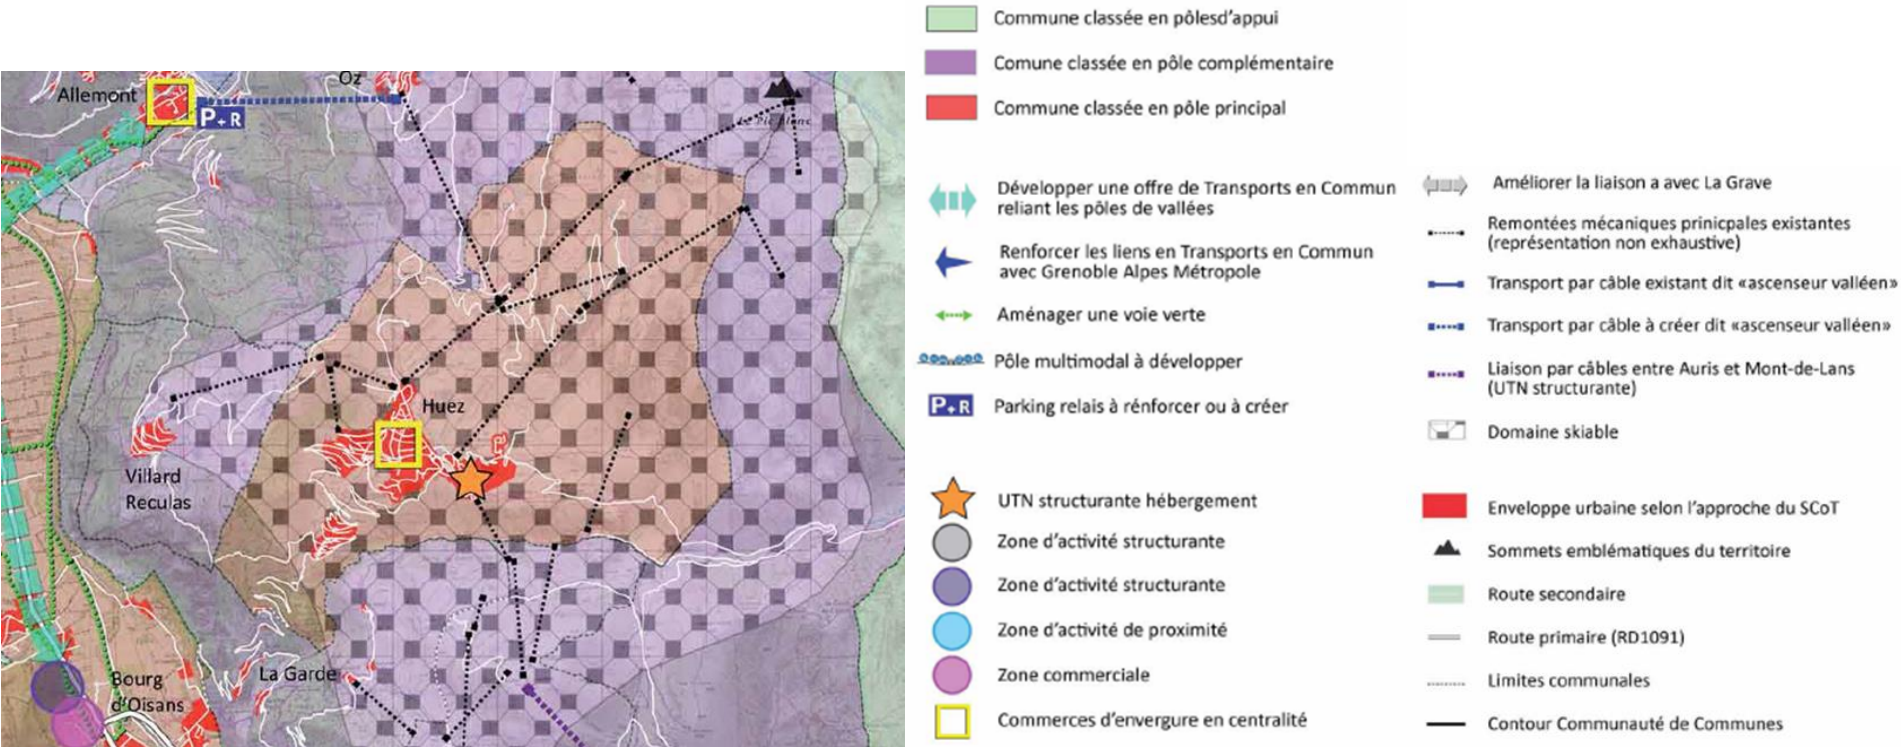 Allemont
Oz
P+R
Le Pic Blanc
Huez
Villard
Reculas
La Garde
Bourg
d'Oisans
Commune classée en pôlesd'appui
Comune classée en pôle complémentaire
Commune classée en pôle principal
Développer une offre de Transports en Commun
reliant les pôles de vallées
Renforcer les liens en Transports en Commun
avec Grenoble Alpes Métropole
Aménager une voie verte
Pôle multimodal à développer
P+R
Parking relais à rénforcer ou à créer
UTN structurante hébergement
Zone d'activité structurante
Zone d'activité structurante
Zone d'activité de proximité
Zone commerciale
Commerces d'envergure en centralité
Améliorer la liaison a avec La Grave
Remontées mécaniques prinicpales existantes
(représentation non exhaustive)
Transport par câble existant dit «ascenseur valléen»
Transport par câble à créer dit «ascenseur valléen»
Liaison par câbles entre Auris et Mont-de-Lans
(UTN structurante)
Domaine skiable
Enveloppe urbaine selon l'approche du SCoT
Sommets emblématiques du territoire
Route secondaire
Route primaire (RD1091)
Limites communales
Contour Communauté de Communes